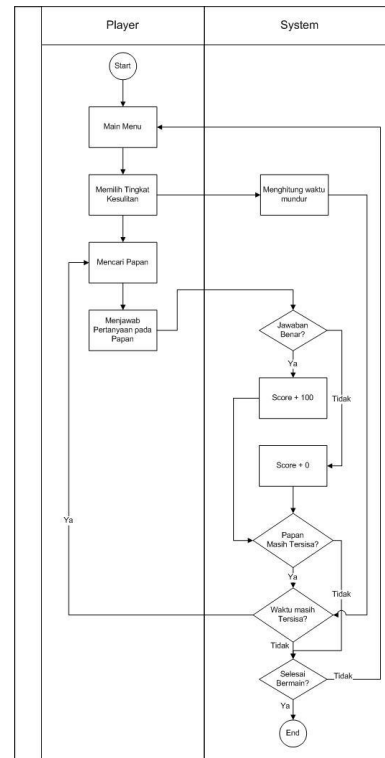 Player
System
Start
Main Menu
Memilih Tingkat
Kesulitan
Menghitung waktu
mundur
Mencari Papan
Menjawab
Pertanyaan pada
Papan
Jawaban
Benar?
Ya
Tidak
Score + 100
Score + 0
Ya
Papan
Masih Tersisa?
Ya
Tidak
Waktu masih
Tersisa?
Tidak
Selesai
Bermain?
Tidak
Ya
End